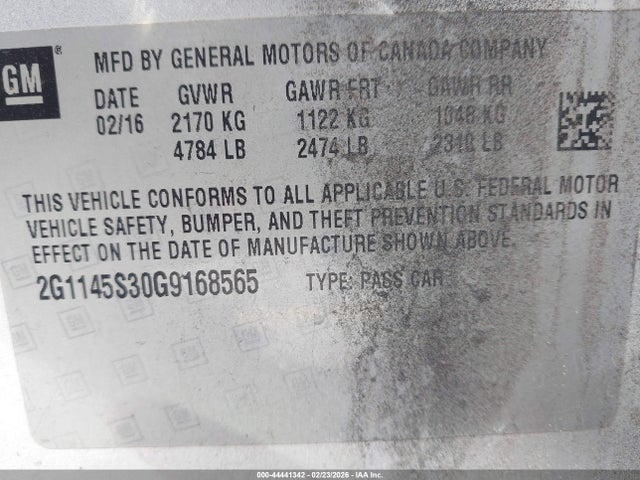 GM®
MFD BY GENERAL MOTORS OF CANADA COMPANY
DATE GVWR GAWR FRT GAWR RR
02/16 2170 KG 1122 KG 1048 KG
4784 LB 2474 LB 2310 LB
THIS VEHICLE CONFORMS TO ALL APPLICABLE U.S. FEDERAL MOTOR
VEHICLE SAFETY, BUMPER, AND THEFT PREVENTION STANDARDS IN
EFFECT ON THE DATE OF MANUFACTURE SHOWN ABOVE.
2G1145S30G9168565 TYPE: PASS CAR
000-44441342 - 02/23/2026 - IAA Inc.